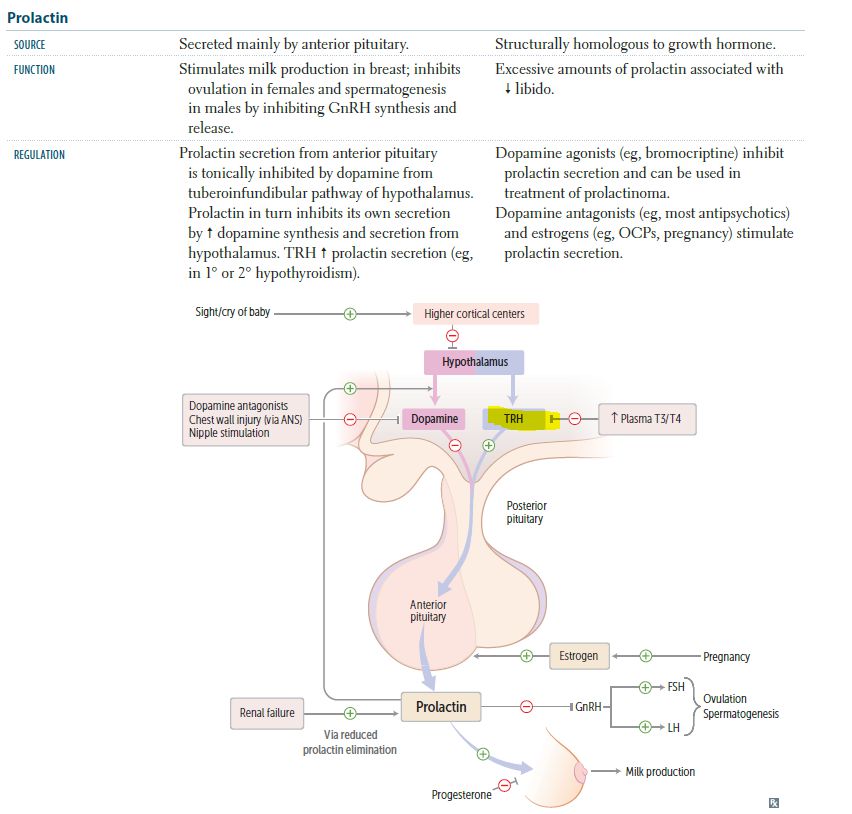 Prolactin
SOURCE
Secreted mainly by anterior pituitary.
Structurally homologous to growth hormone.
FUNCTION
Stimulates milk production in breast; inhibits
ovulation in females and spermatogenesis
in males by inhibiting GnRH synthesis and
release.
Excessive amounts of prolactin associated with
↓ libido.
REGULATION
Prolactin secretion from anterior pituitary
is tonically inhibited by dopamine from
tuberoinfundibular pathway of hypothalamus.
Prolactin in turn inhibits its own secretion
by ↑ dopamine synthesis and secretion from
hypothalamus. TRH ↑ prolactin secretion (eg,
in 1° or 2° hypothyroidism).
Dopamine agonists (eg, bromocriptine) inhibit
prolactin secretion and can be used in
treatment of prolactinoma.
Dopamine antagonists (eg, most antipsychotics)
and estrogens (eg, OCPs, pregnancy) stimulate
prolactin secretion.
Sight/cry of baby
+
Higher cortical centers
–
Hypothalamus
+
Dopamine antagonists
Chest wall injury (via ANS)
Nipple stimulation
–
Dopamine
TRH
–
↑ Plasma T3/T4
–
+
Posterior
pituitary
Anterior
pituitary
+
Estrogen
+
Pregnancy
Renal failure
+
Via reduced
prolactin elimination
Prolactin
–
GnRH
+
FSH
+
LH
Ovulation
Spermatogenesis
+
Progesterone
–
Milk production
Rx